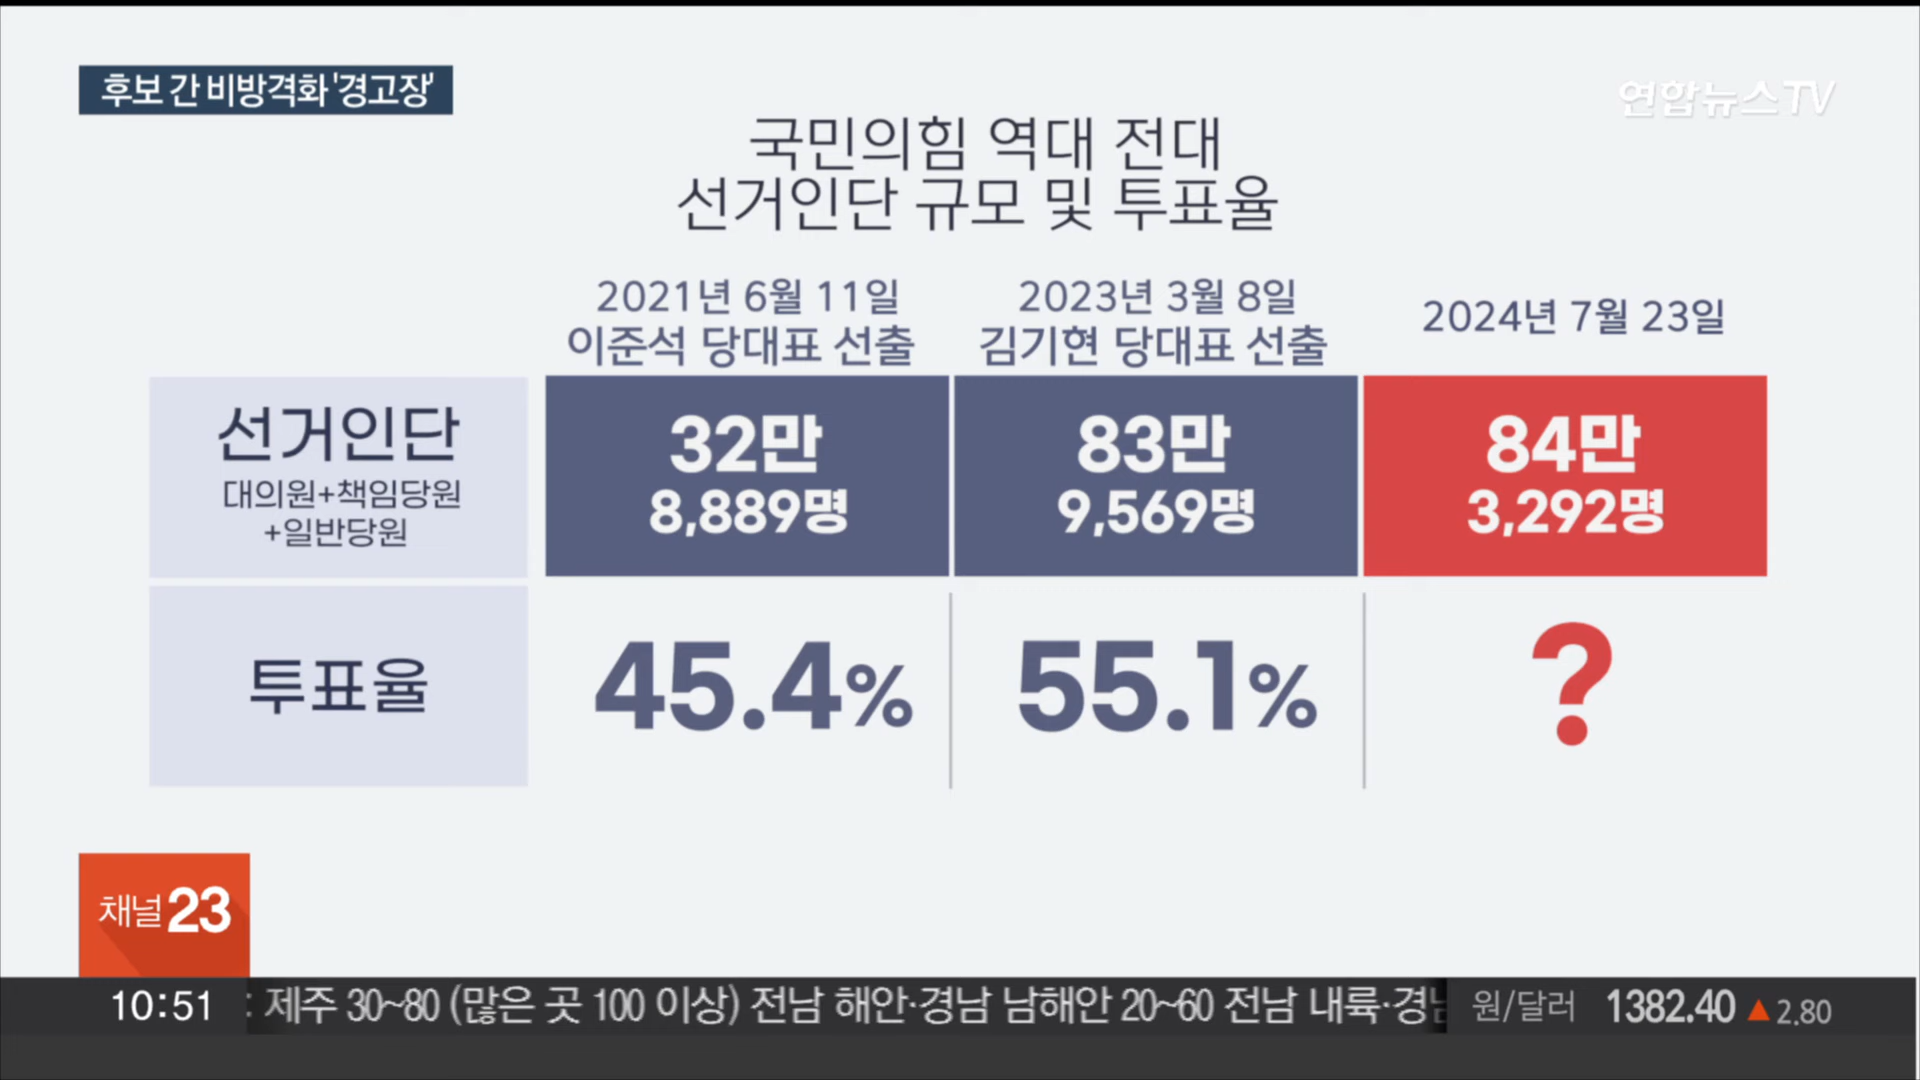 후보 간 비방격화 '경고장'
연합뉴스TV
국민의힘 역대 전대
선거인단 규모 및 투표율
2021년 6월 11일
이준석 당대표 선출
2023년 3월 8일
김기현 당대표 선출
2024년 7월 23일
선거인단
대의원+책임당원
+일반당원
32만
8,889명
83만
9,569명
84만
3,292명
투표율
45.4%
55.1%
?
채널23
10:51
: 제주 30~80 (많은 곳 100 이상) 전남 해안·경남 남해안 20~60 전남 내륙·경남
원/달러 1382.40 ▲ 2.80